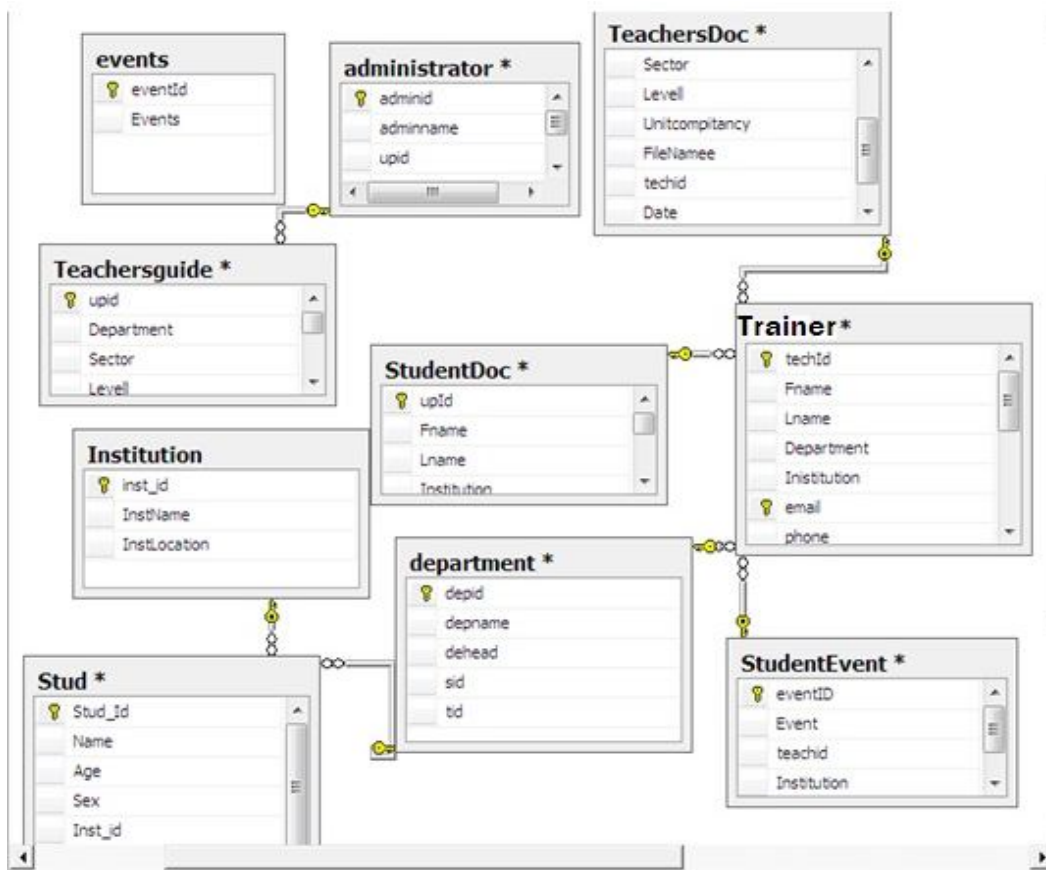 events
eventId
Events
administrator *
adminid
adminname
upid
TeachersDoc *
Sector
Levell
Unitcompitancy
FileNamee
techid
Date
Teachersguide *
upid
Department
Sector
Levell
StudentDoc *
upId
Fname
Lname
Institution
Trainer*
techId
Fname
Lname
Department
Inistitution
email
phone
Institution
inst_id
InstName
InstLocation
department *
depid
depname
dehead
sid
tid
Stud *
Stud_Id
Name
Age
Sex
Inst_id
StudentEvent *
eventID
Event
teachid
Institution